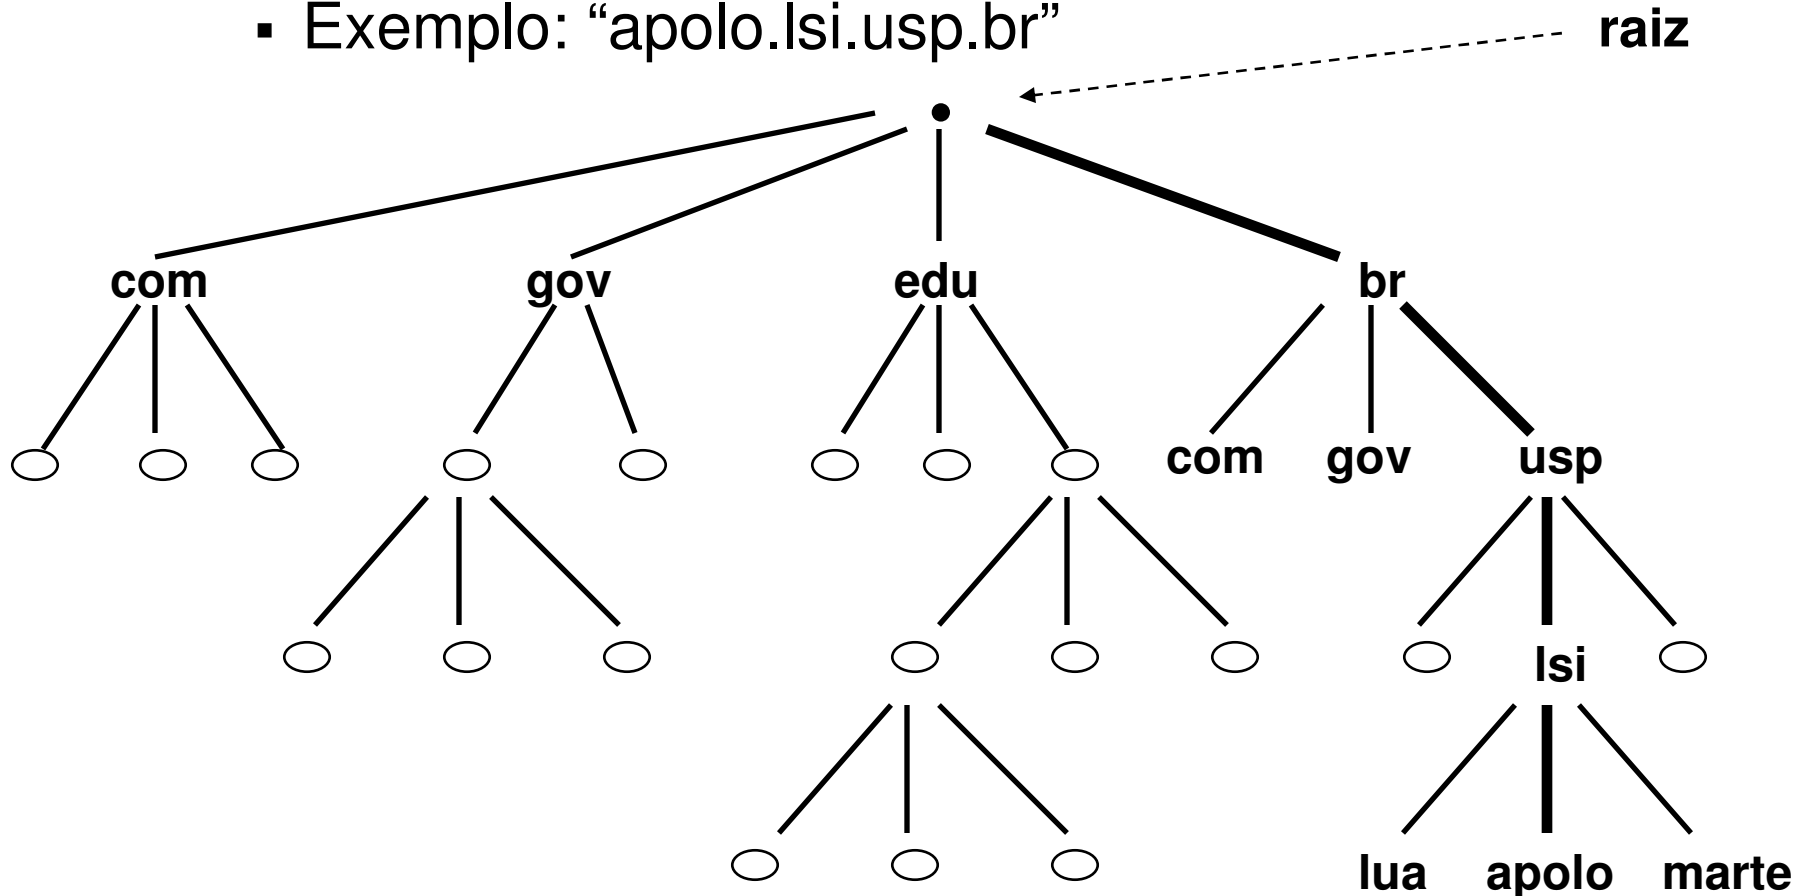 ▪ Exemplo: “apolo.lsi.usp.br” raiz
com gov edu br
com gov usp
lsi
lua apolo marte